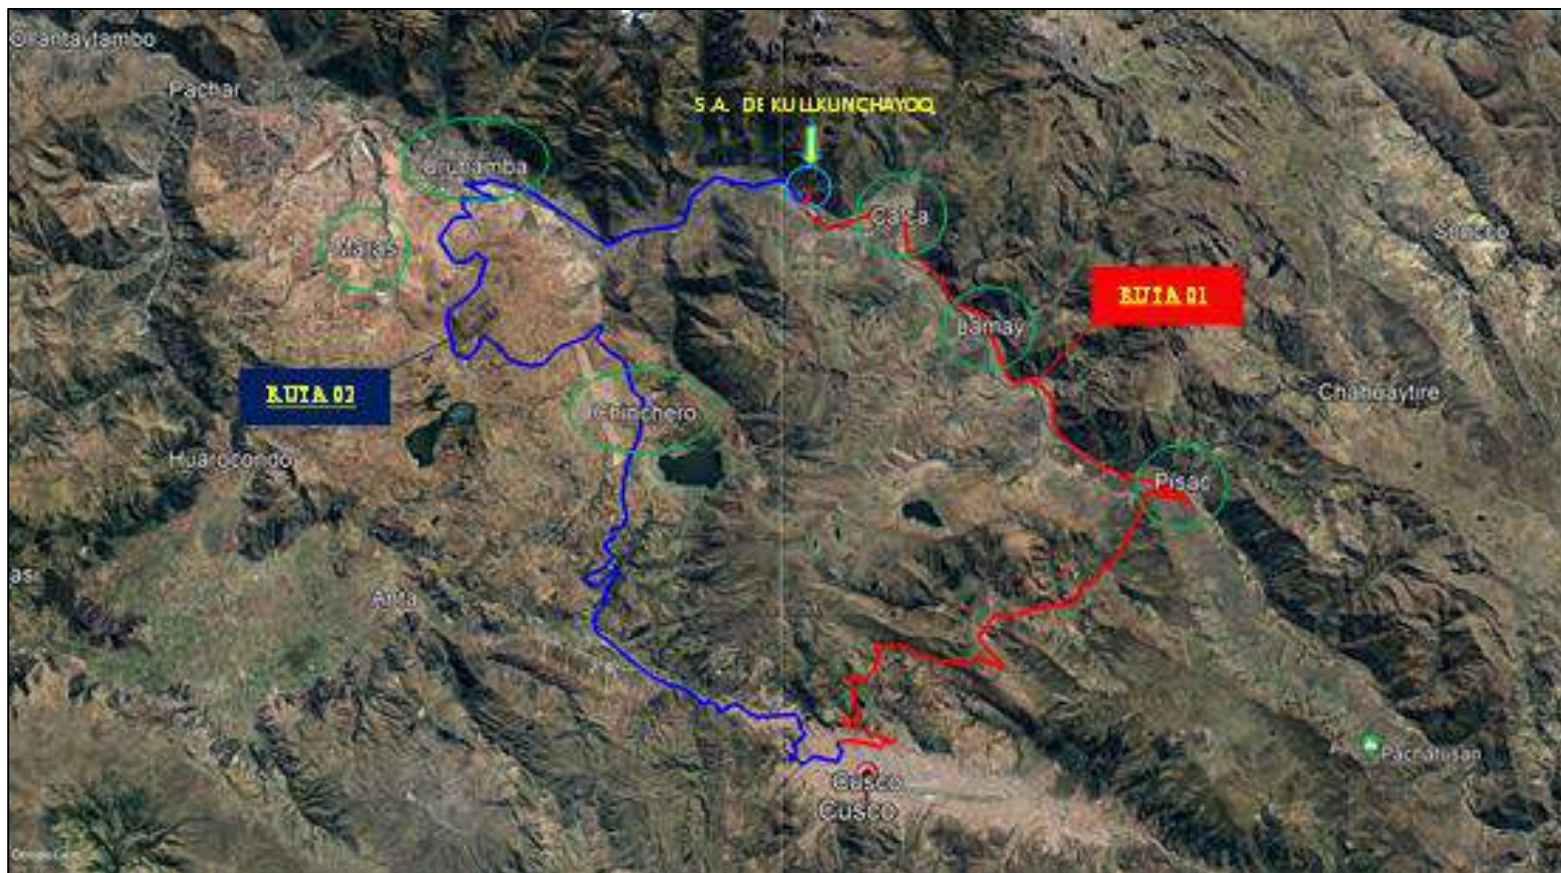 Ollantaytambo
Pachar
S.A. DE KULLKUNCHAYOQ
Urubamba
Maras
Calca
Lamay
RUTA 01
RUTA 02
Chinchero
Huarocondo
Pisac
Anta
Pachatusan
Cusco
Cusco